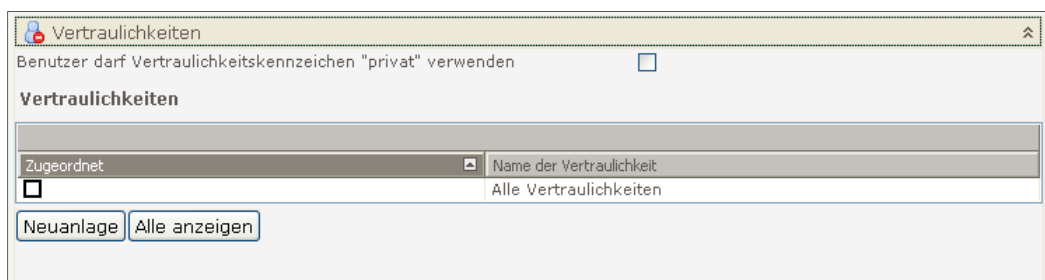 Vertraulichkeiten
Benutzer darf Vertraulichkeitskennzeichen "privat" verwenden
Vertraulichkeiten
Zugeordnet Name der Vertraulichkeit
Alle Vertraulichkeiten
Neuanlage Alle anzeigen